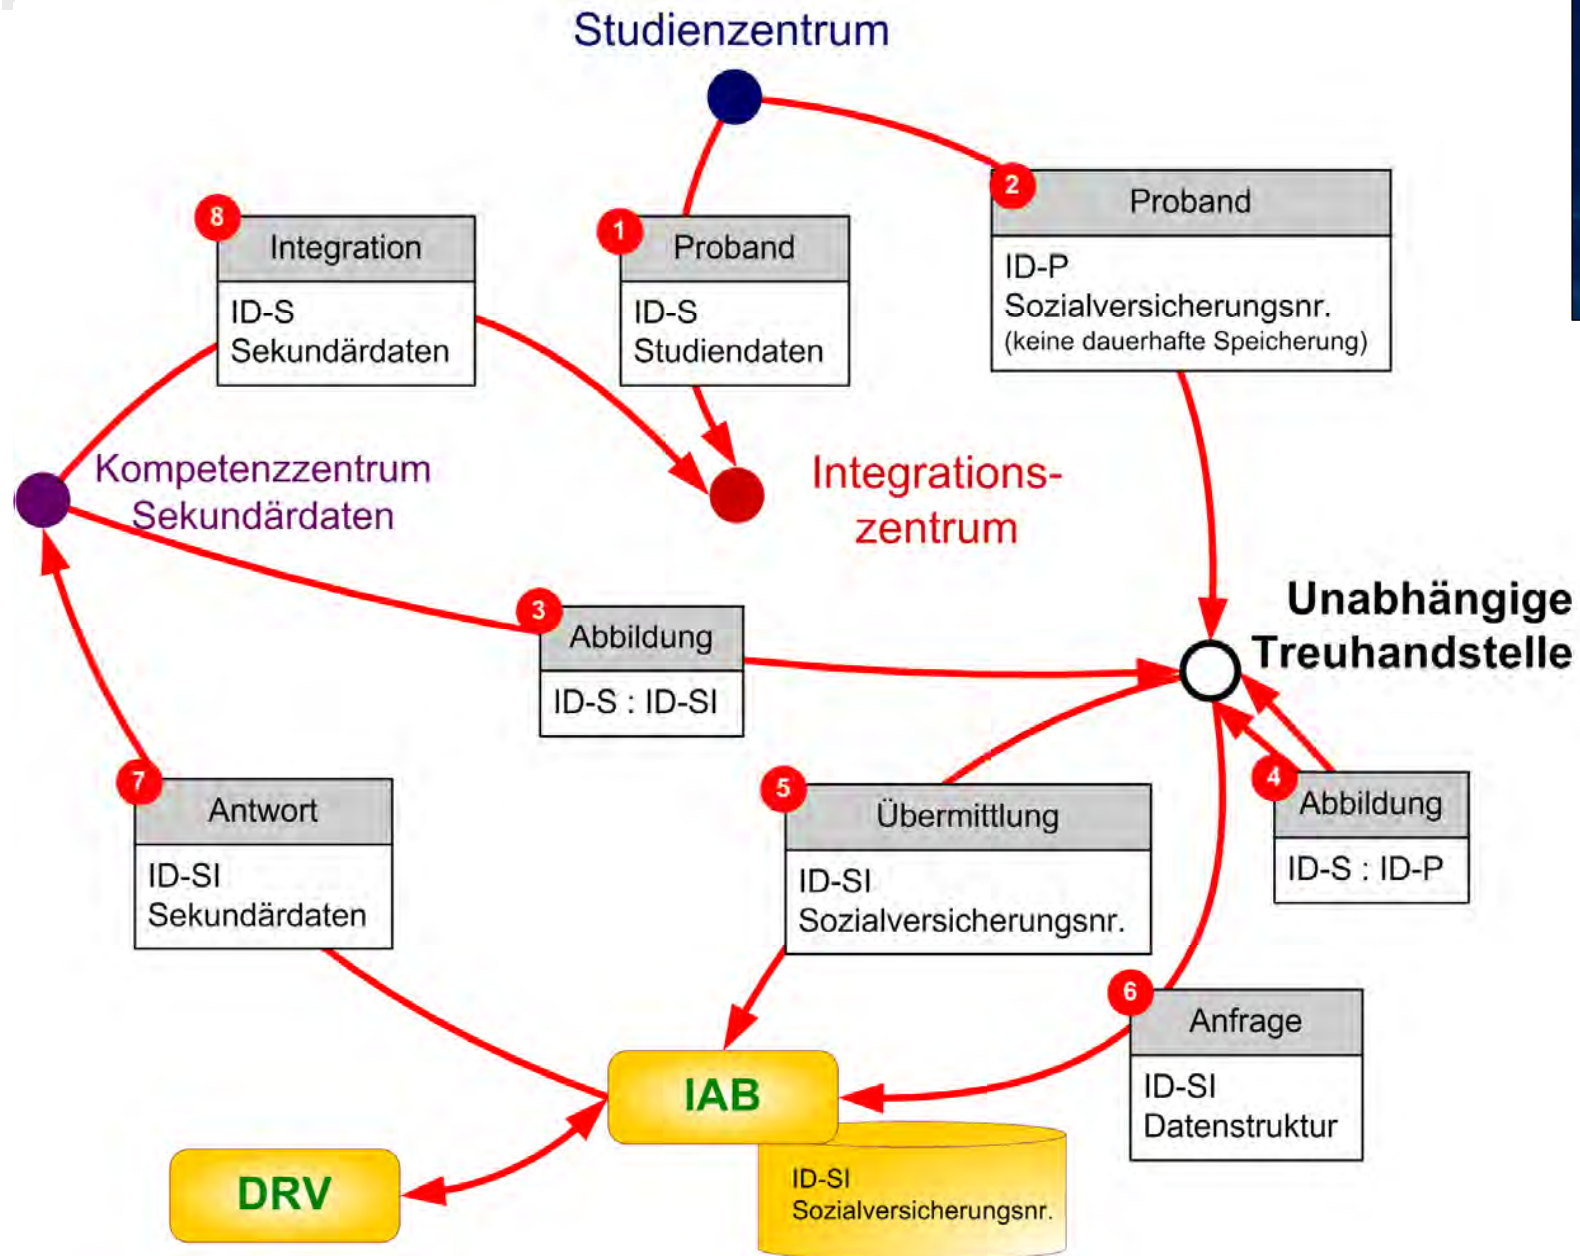 Studienzentrum
2
Proband
ID-P
Sozialversicherungsnr.
(keine dauerhafte Speicherung)
8
Integration
ID-S
Sekundärdaten
1
Proband
ID-S
Studiendaten
Kompetenzzentrum
Sekundärdaten
Integrations-
zentrum
Unabhängige
Treuhandstelle
3
Abbildung
ID-S : ID-SI
7
Antwort
ID-SI
Sekundärdaten
5
Übermittlung
ID-SI
Sozialversicherungsnr.
4
Abbildung
ID-S : ID-P
6
Anfrage
ID-SI
Datenstruktur
IAB
DRV
ID-SI
Sozialversicherungsnr.